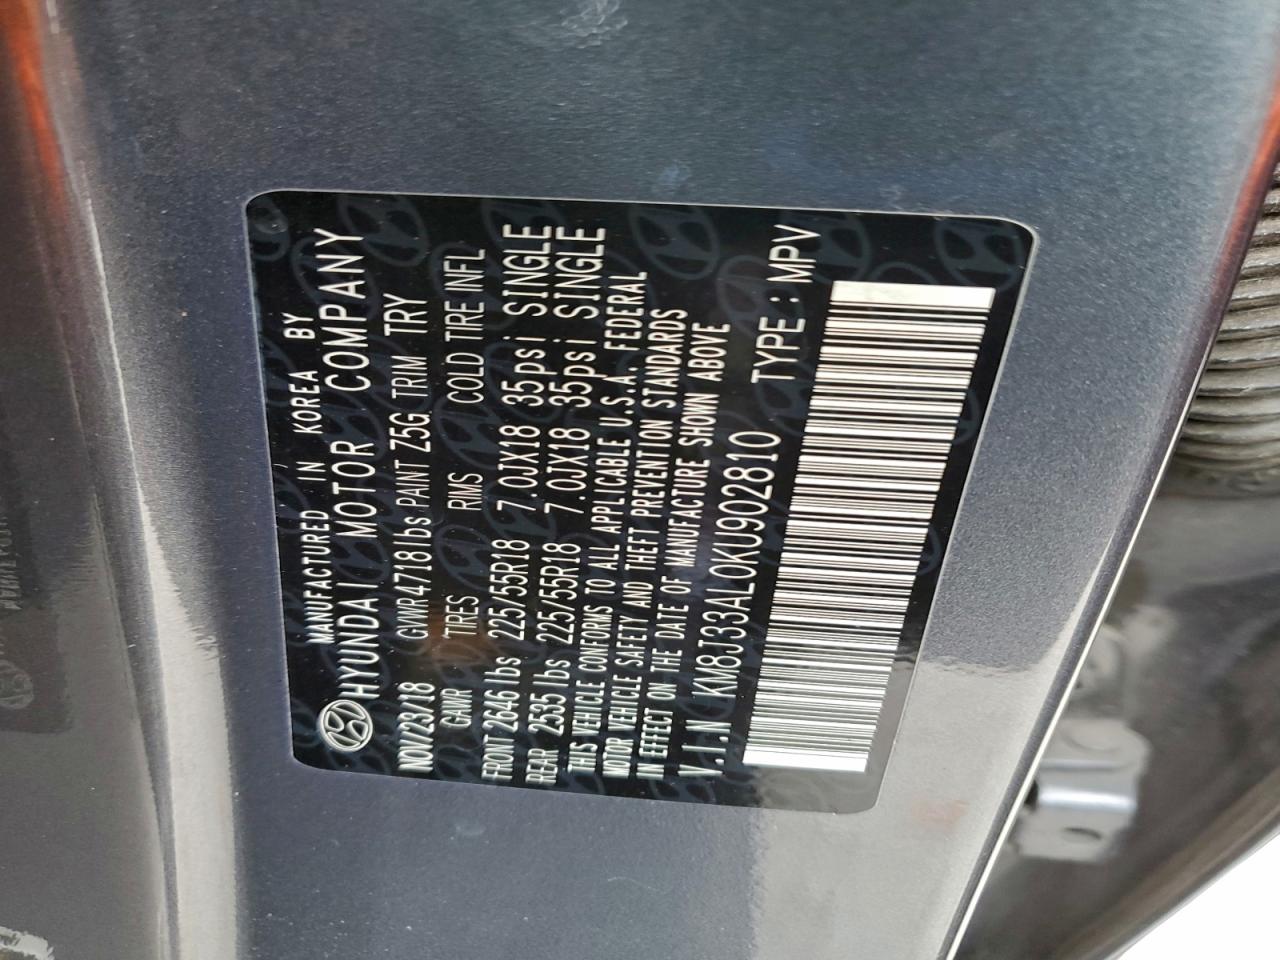 MANUFACTURED IN KOREA BY
HYUNDAI MOTOR COMPANY
NOV/23/18 GVWR4718 lbs PAINT Z5G TRIM TRY
GAWR TIRES RIMS COLD TIRE INFL
FRONT 2646 lbs 225/55R18 7.0JX18 35psi SINGLE
REAR 2535 lbs 225/55R18 7.0JX18 35psi SINGLE
THIS VEHICLE CONFORMS TO ALL APPLICABLE U.S.A. FEDERAL
MOTOR VEHICLE SAFETY AND THEFT PREVENTION STANDARDS
IN EFFECT ON THE DATE OF MANUFACTURE SHOWN ABOVE
V.I.N KM8J33AL0KU902810 TYPE: MPV